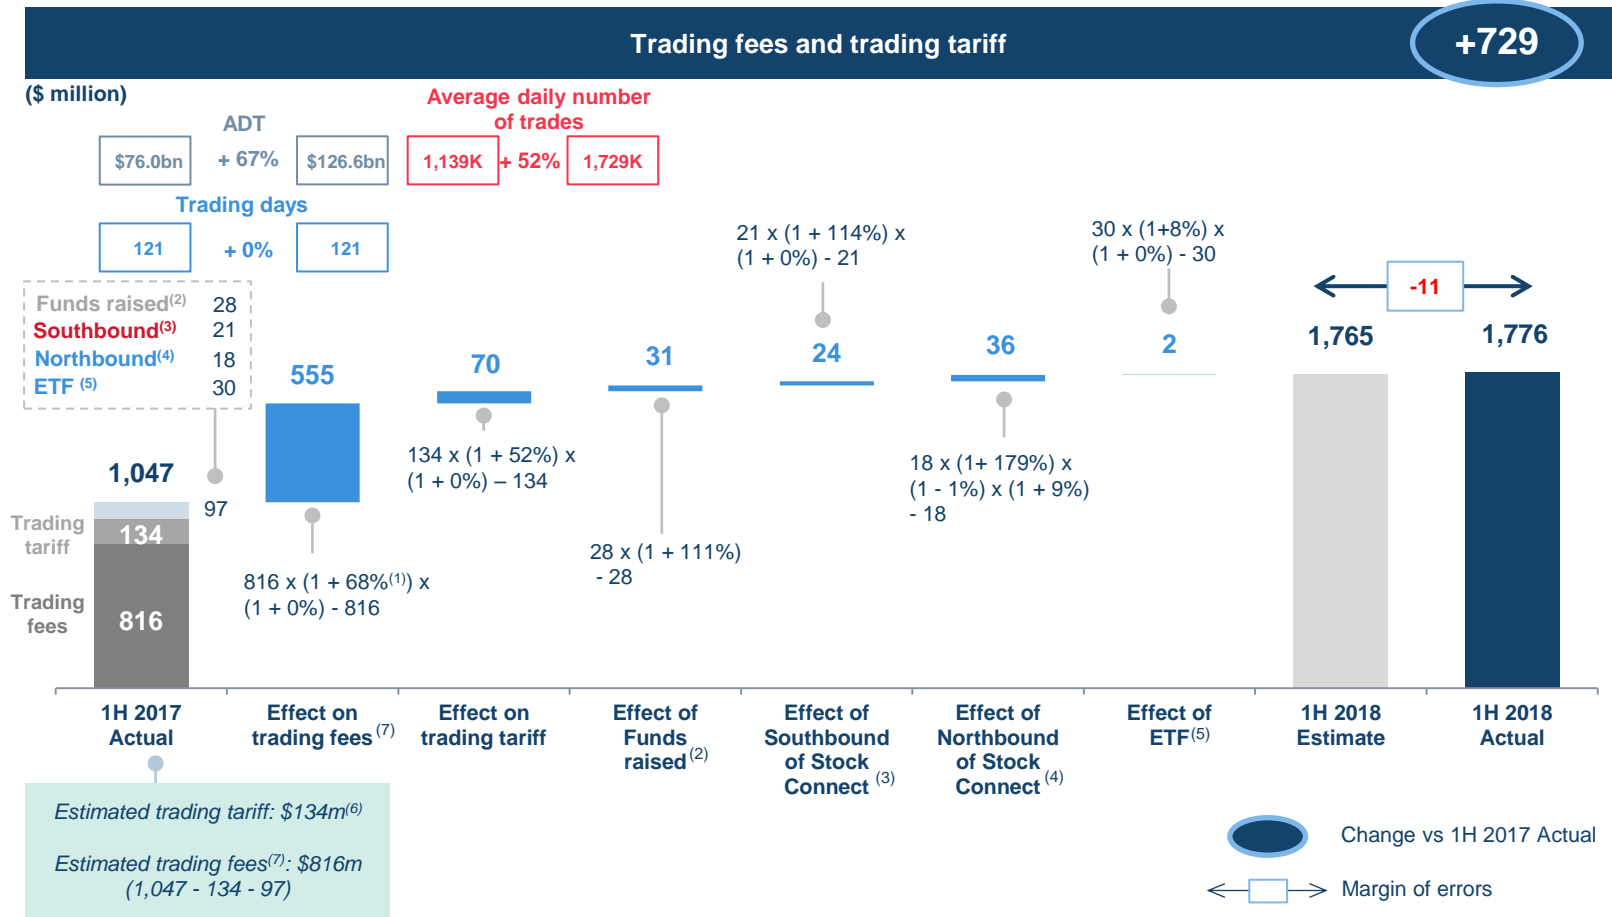 Trading fees and trading tariff
+729
($ million)
ADT
$76.0bn + 67% $126.6bn
Average daily number
of trades
1,139K + 52% 1,729K
Trading days
121 + 0% 121
Funds raised(2) 28
Southbound(3) 21
Northbound(4) 18
ETF (5) 30
1,047
97
134
816
Trading
tariff
Trading
fees
555
816 x (1 + 68%(1)) x
(1 + 0%) - 816
70
134 x (1 + 52%) x
(1 + 0%) – 134
31
28 x (1 + 111%)
- 28
21 x (1 + 114%) x
(1 + 0%) - 21
24
36
18 x (1+ 179%) x
(1 - 1%) x (1 + 9%)
- 18
30 x (1+8%) x
(1 + 0%) - 30
2
-11
1,765
1,776
1H 2017
Actual
Effect on
trading fees (7)
Effect on
trading tariff
Effect of
Funds
raised (2)
Effect of
Southbound
of Stock
Connect (3)
Effect of
Northbound
of Stock
Connect (4)
Effect of
ETF(5)
1H 2018
Estimate
1H 2018
Actual
Estimated trading tariff: $134m(6)
Estimated trading fees(7): $816m
(1,047 - 134 - 97)
Change vs 1H 2017 Actual
Margin of errors